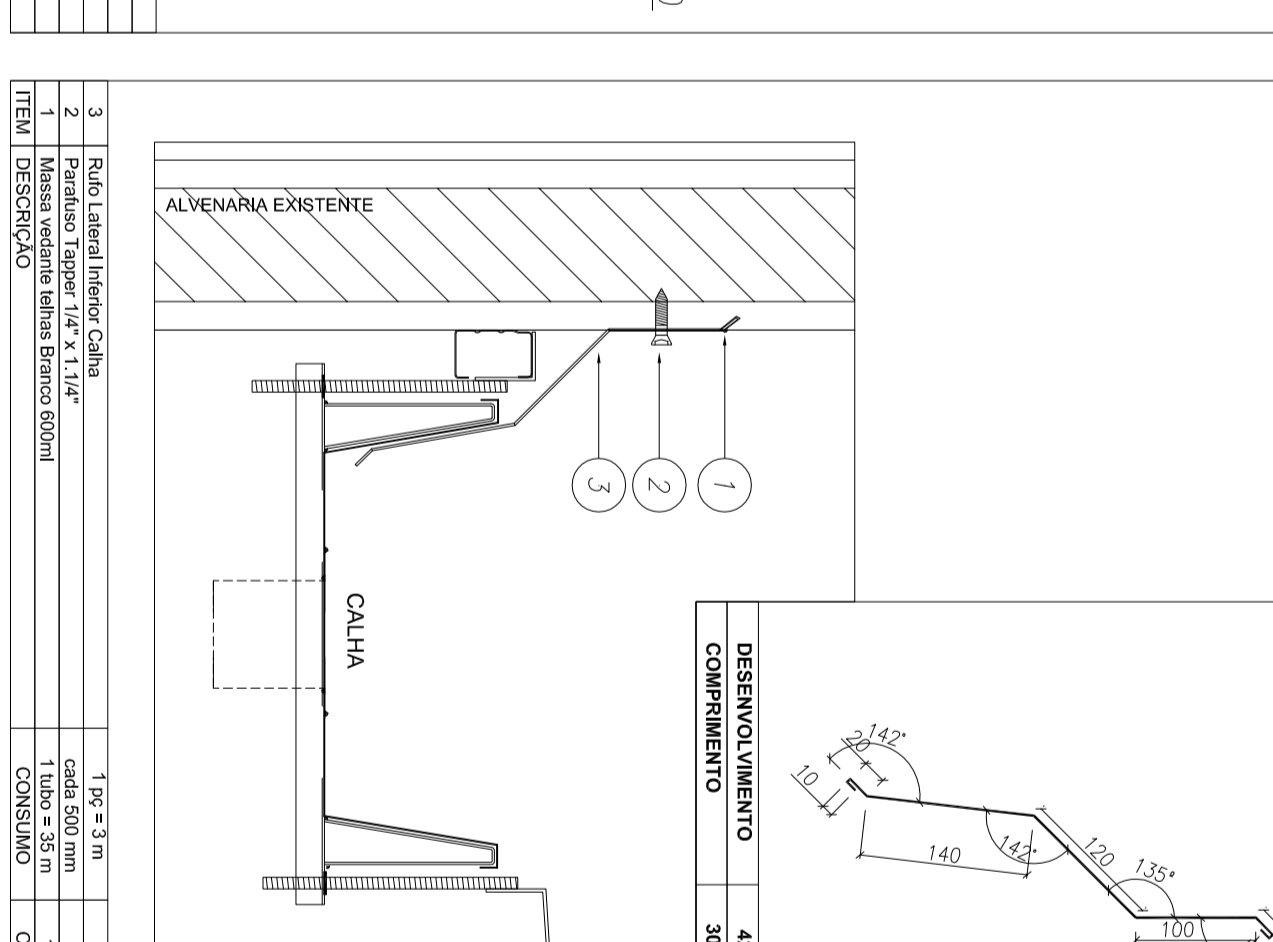 ALVENARIA EXISTENTE
CALHA
1
2
3
3 Rufo Lateral Inferior Calha 1 pç = 3 m
2 Parafuso Tapper 1/4" x 1.1/4" cada 500 mm
1 Massa vedante telhas Branco 600ml 1 tubo = 35 m
ITEM DESCRIÇÃO CONSUMO
DESENVOLVIMENTO
COMPRIMENTO
142°
20
10
140
142°
120
135°
100